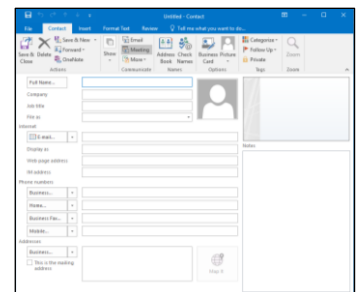 Untitled - Contact
File Contact Insert Format Text Review Tell me what you want to do...
Save & Close
Delete
Save & New
Forward
OneNote
Actions
Show
Email
Meeting
More
Communicate
Address Book
Check Names
Names
Business Card
Picture
Options
Categorize
Follow Up
Private
Tags
Zoom
Zoom
Full Name...
Company
Job title
File as
Internet
E-mail...
Display as
Web page address
IM address
Phone numbers
Business...
Home...
Business Fax...
Mobile...
Addresses
Business...
This is the mailing address
Map It
Notes